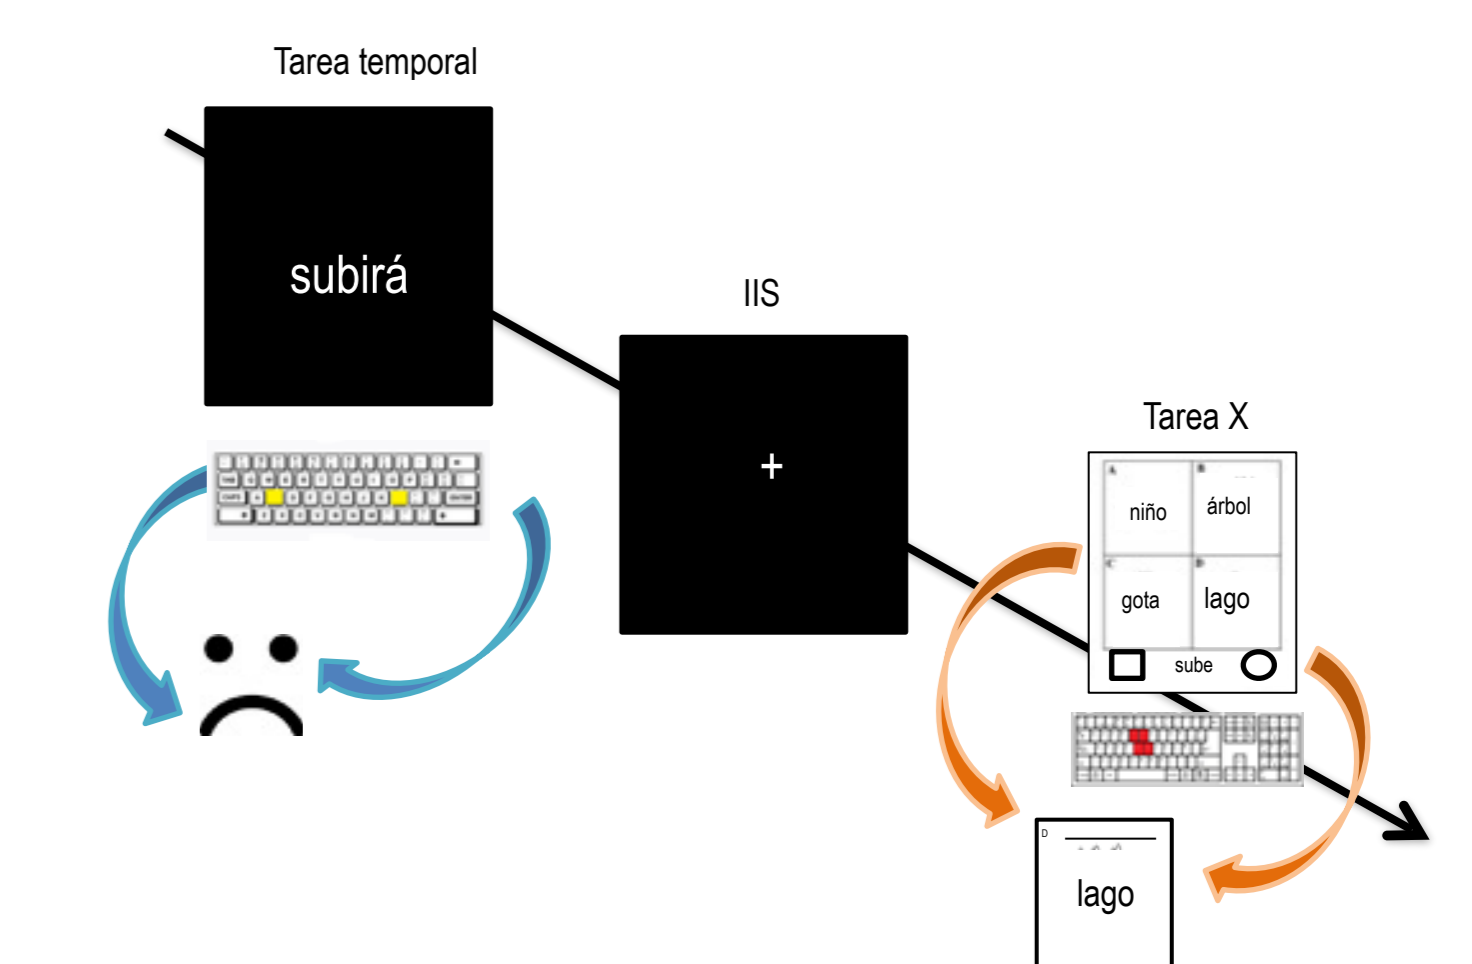 Tarea temporal
subirá
IIS
+
Tarea X
A
B
niño
árbol
C
D
gota
lago
sube
D
lago